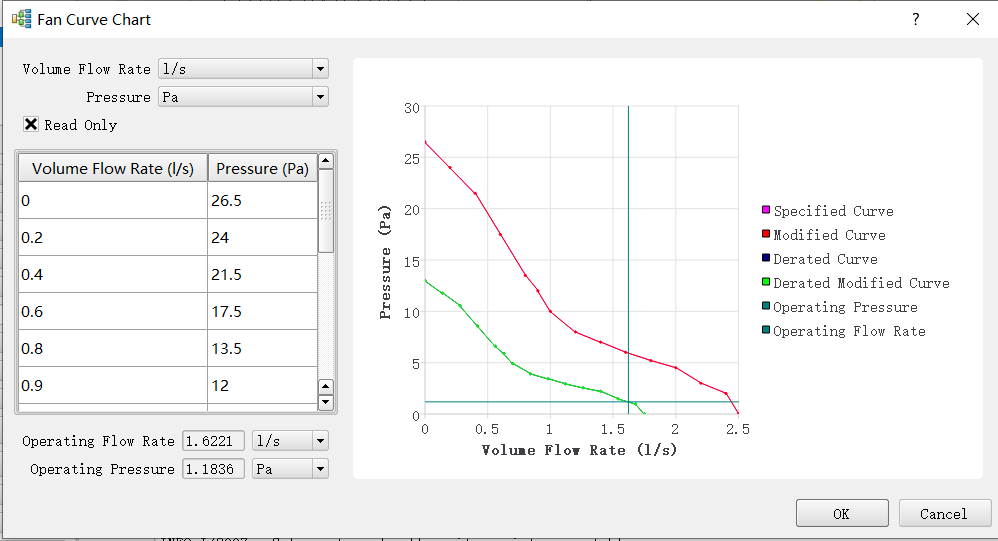 Fan Curve Chart
?
Volume Flow Rate l/s
Pressure Pa
Read Only
Volume Flow Rate (l/s) Pressure (Pa)
0 26.5
0.2 24
0.4 21.5
0.6 17.5
0.8 13.5
0.9 12
Operating Flow Rate 1.6221 l/s
Operating Pressure 1.1836 Pa
30
25
20
15
10
5
0
Pressure (Pa)
0 0.5 1 1.5 2 2.5
Volume Flow Rate (l/s)
Specified Curve
Modified Curve
Derated Curve
Derated Modified Curve
Operating Pressure
Operating Flow Rate
OK Cancel